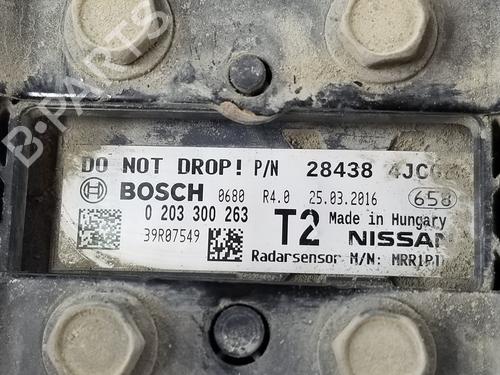 B-PARTS
DO NOT DROP! P/N 28438
BOSCH 0680 R4.0 25.03.2016 658
0 203 300 263 T2 Made in Hungary
39R07549 NISSAN
Radarsensor M/N: